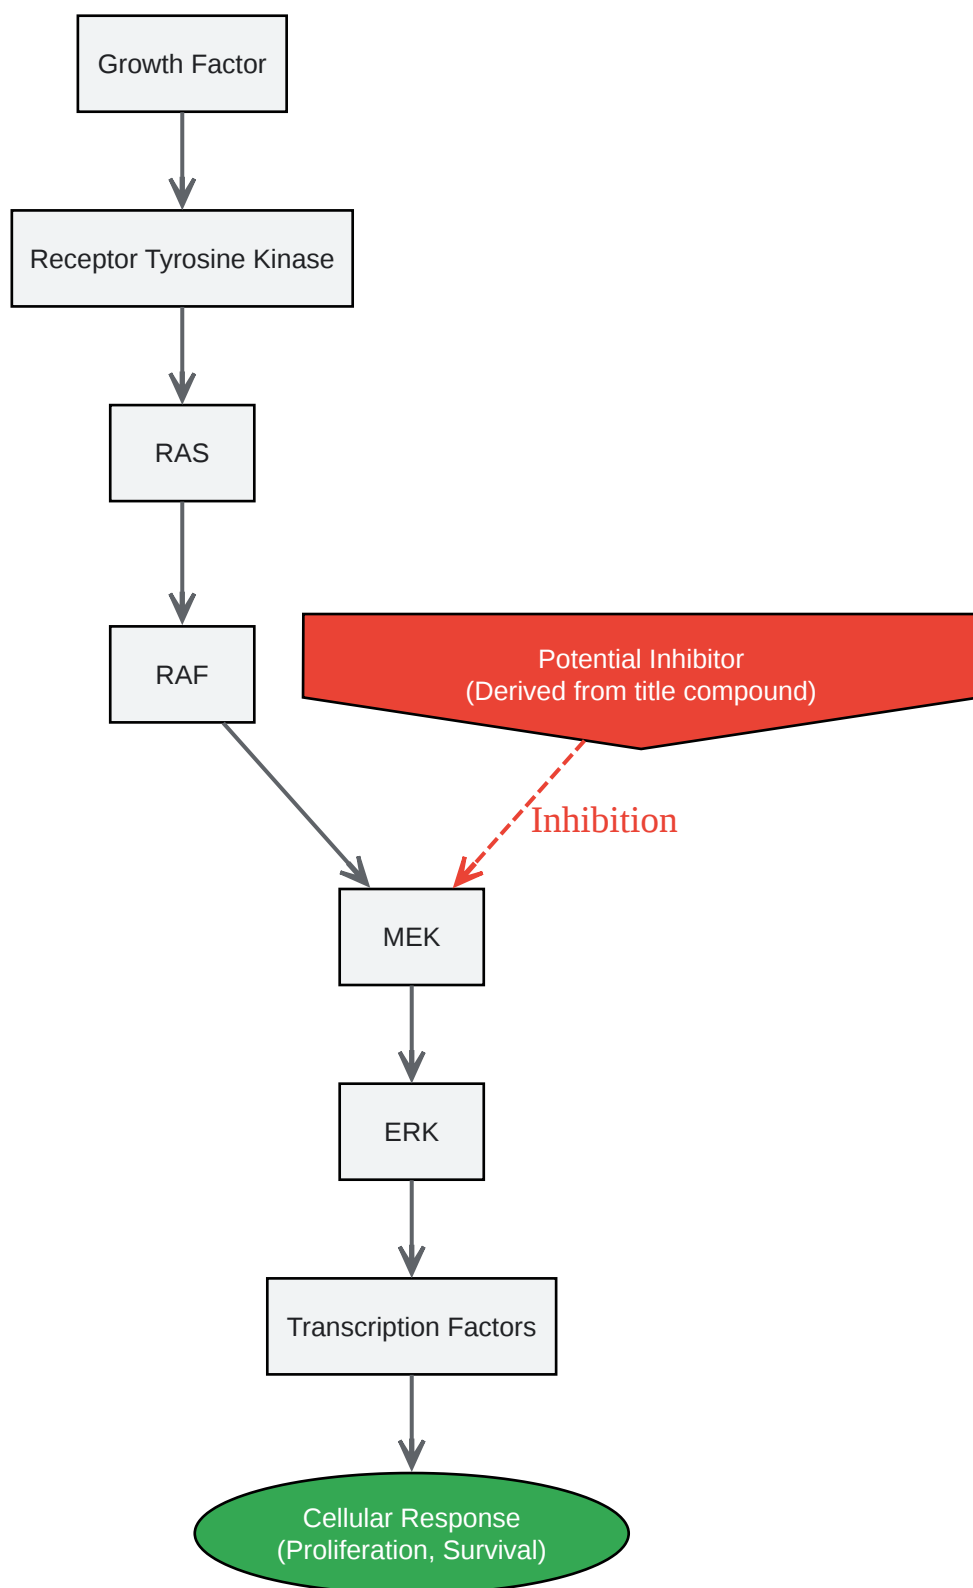 Growth Factor
Receptor Tyrosine Kinase
RAS
RAF
Potential Inhibitor
(Derived from title compound)
Inhibition
MEK
ERK
Transcription Factors
Cellular Response
(Proliferation, Survival)